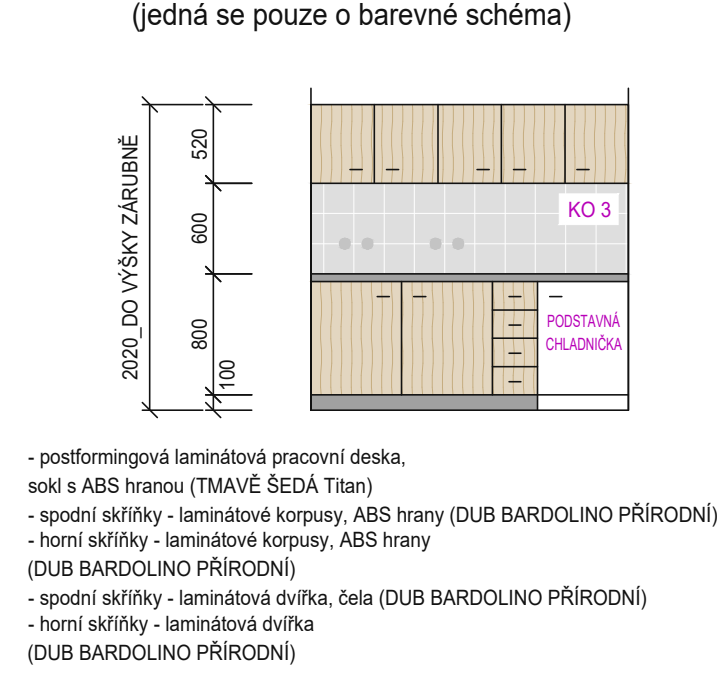 (jedná se pouze o barevné schéma)
2020_DO VÝŠKY ZÁRUBNĚ
520
600
800
100
KO 3
PODSTAVNÁ
CHLADNIČKA
- postformingová laminátová pracovní deska,
sokl s ABS hranou (TMAVĚ ŠEDÁ Titan)
- spodní skříňky - laminátové korpusy, ABS hrany (DUB BARDOLINO PŘÍRODNÍ)
- horní skříňky - laminátové korpusy, ABS hrany
(DUB BARDOLINO PŘÍRODNÍ)
- spodní skříňky - laminátová dvířka, čela (DUB BARDOLINO PŘÍRODNÍ)
- horní skříňky - laminátová dvířka
(DUB BARDOLINO PŘÍRODNÍ)